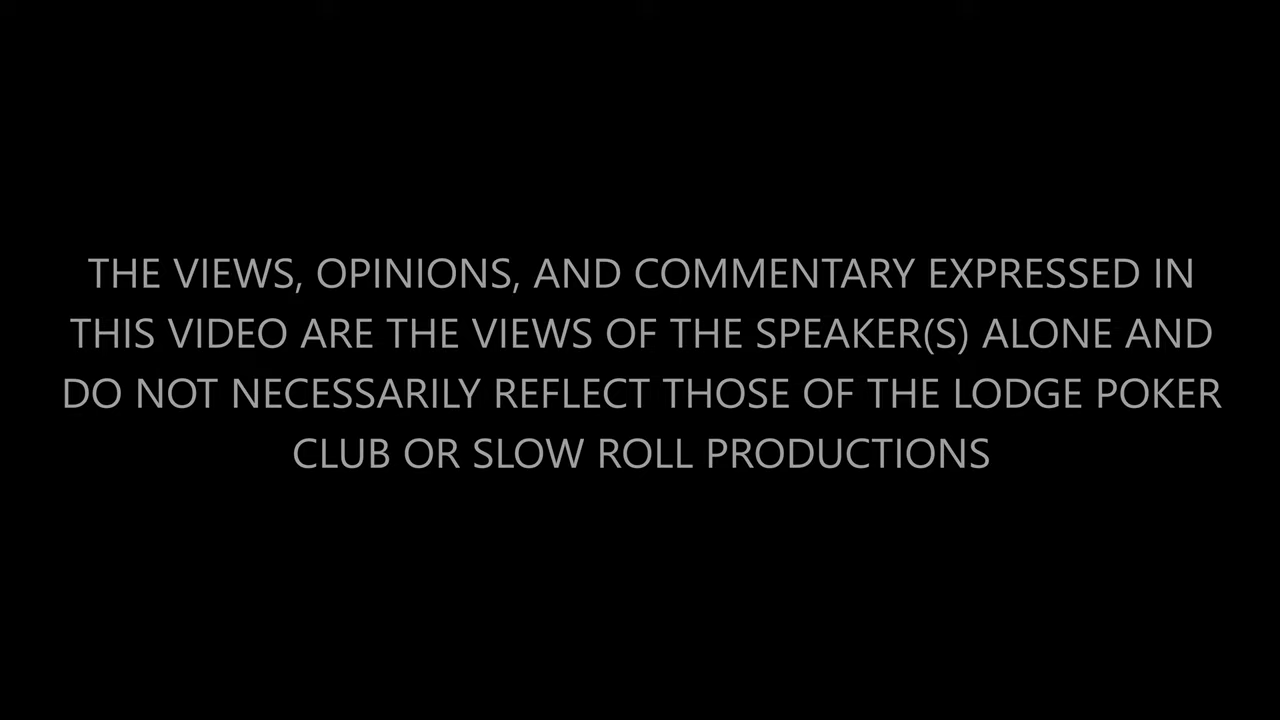 THE VIEWS, OPINIONS, AND COMMENTARY EXPRESSED IN
THIS VIDEO ARE THE VIEWS OF THE SPEAKER(S) ALONE AND
DO NOT NECESSARILY REFLECT THOSE OF THE LODGE POKER
CLUB OR SLOW ROLL PRODUCTIONS